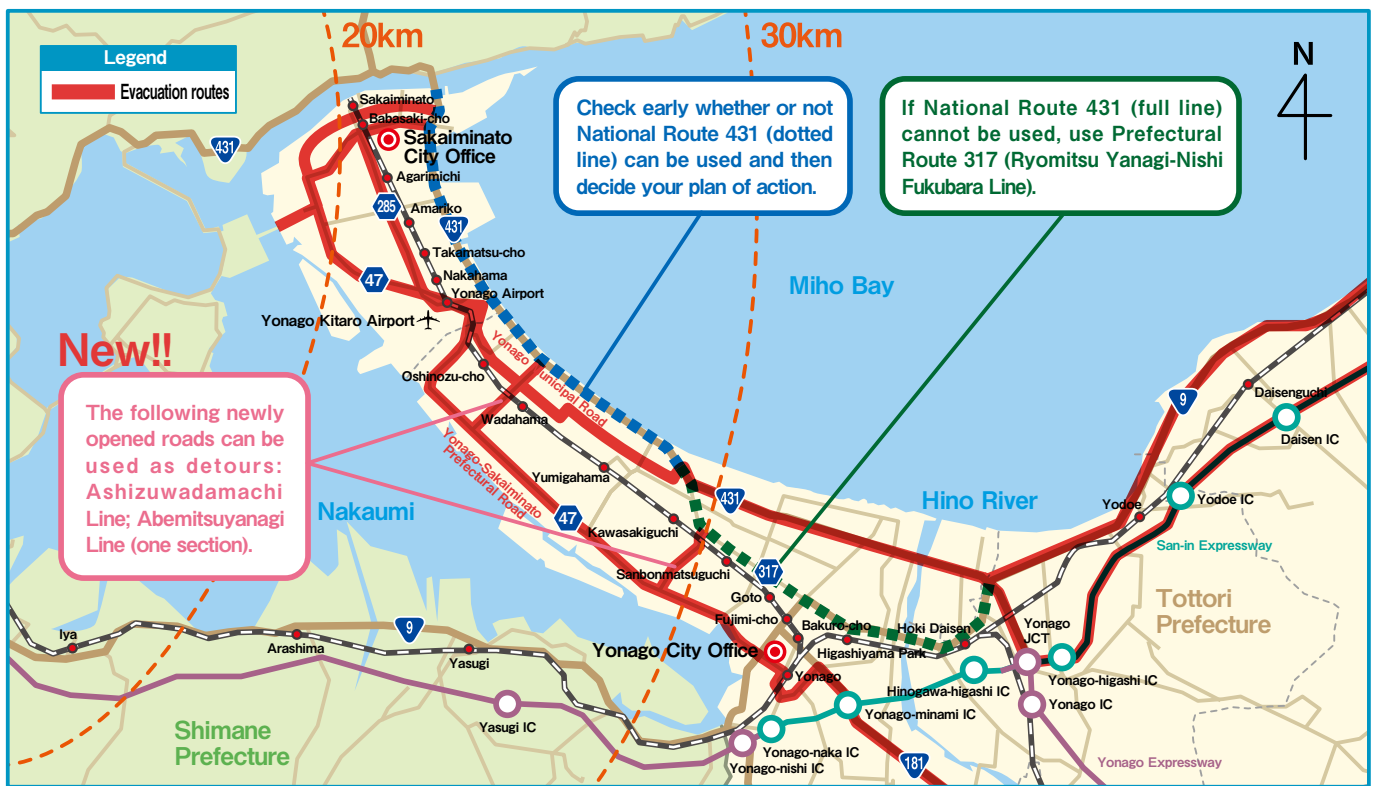 20km
30km
Legend
Evacuation routes
N
Check early whether or not
National Route 431 (dotted
line) can be used and then
decide your plan of action.
If National Route 431 (full line)
cannot be used, use Prefectural
Route 317 (Ryomitsu Yanagi-Nishi
Fukubara Line).
Sakaiminato
Babasaki-cho
Sakaiminato
City Office
431
Agarimichi
285
Amariko
431
Takamatsu-cho
Nakahama
47
Yonago Airport
Miho Bay
Yonago Kitaro Airport
New!!
The following newly
opened roads can be
used as detours:
Ashizuwadamachi
Line; Abemitsuyanagi
Line (one section).
Yonago Municipal Road
Oshinozu-cho
Wadahama
Yonago-Sakaiminato
Prefectural Road
Yumigahama
Nakaumi
47
Kawasakiguchi
431
Hino River
9
Daisenguchi
Daisen IC
Yodoe
Yodoe IC
San-in Expressway
Sanbonmatsuguchi
317
Goto
Fujimi-cho
Bakuro-cho
Hoki Daisen
Higashiyama Park
Yonago
JCT
Tottori
Prefecture
Iya
9
Arashima
Yasugi
Yonago City Office
Yonago
Hinogawa-higashi IC
Yonago-higashi IC
Yonago IC
Yasugi IC
Yonago-minami IC
Shimane
Prefecture
Yonago-naka IC
Yonago-nishi IC
181
Yonago Expressway